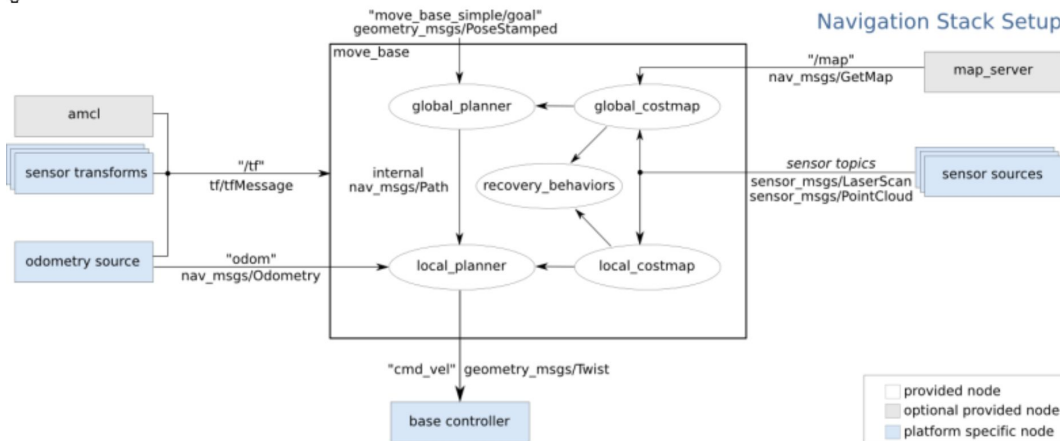 Navigation Stack Setup
"move_base_simple/goal"
geometry_msgs/PoseStamped
move_base
"/map"
nav_msgs/GetMap
map_server
global_planner
global_costmap
amcl
sensor transforms
"/tf"
tf/tfMessage
internal
nav_msgs/Path
recovery_behaviors
sensor topics
sensor_msgs/LaserScan
sensor_msgs/PointCloud
sensor sources
odometry source
"odom"
nav_msgs/Odometry
local_planner
local_costmap
"cmd_vel"
geometry_msgs/Twist
base controller
provided node
optional provided node
platform specific node